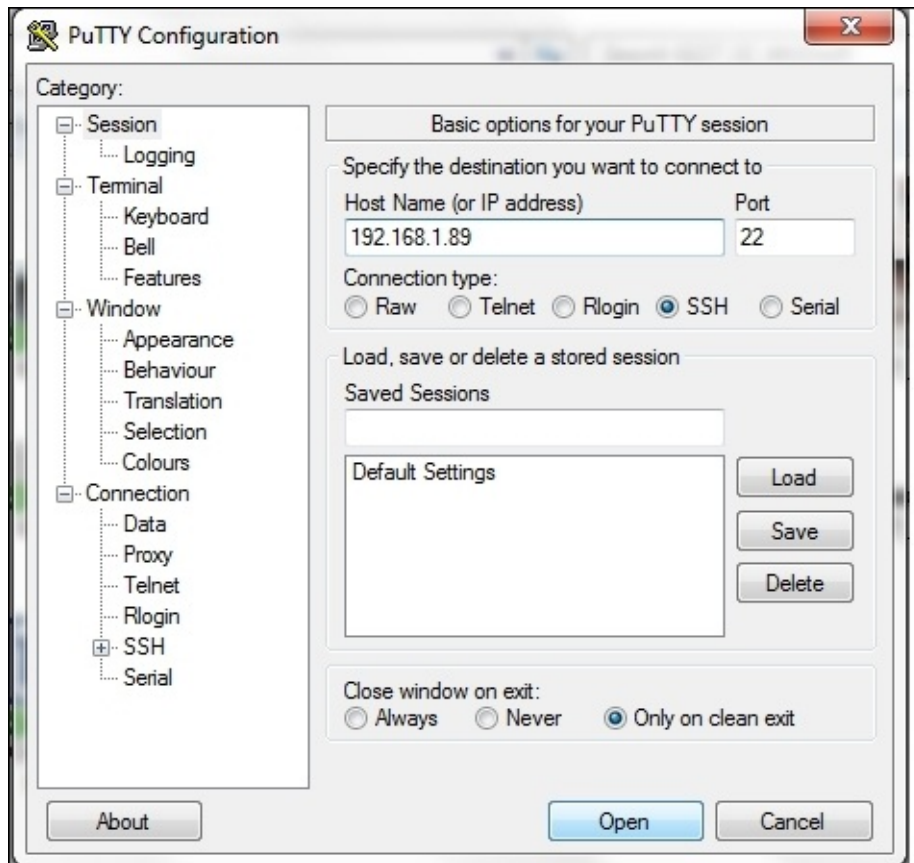 PuTTY Configuration
Category:
Session
Logging
Terminal
Keyboard
Bell
Features
Window
Appearance
Behaviour
Translation
Selection
Colours
Connection
Data
Proxy
Telnet
Rlogin
SSH
Serial
Basic options for your PuTTY session
Specify the destination you want to connect to
Host Name (or IP address) Port
192.168.1.89 22
Connection type:
Raw Telnet Rlogin SSH Serial
Load, save or delete a stored session
Saved Sessions
Default Settings
Load
Save
Delete
Close window on exit:
Always Never Only on clean exit
About Open Cancel